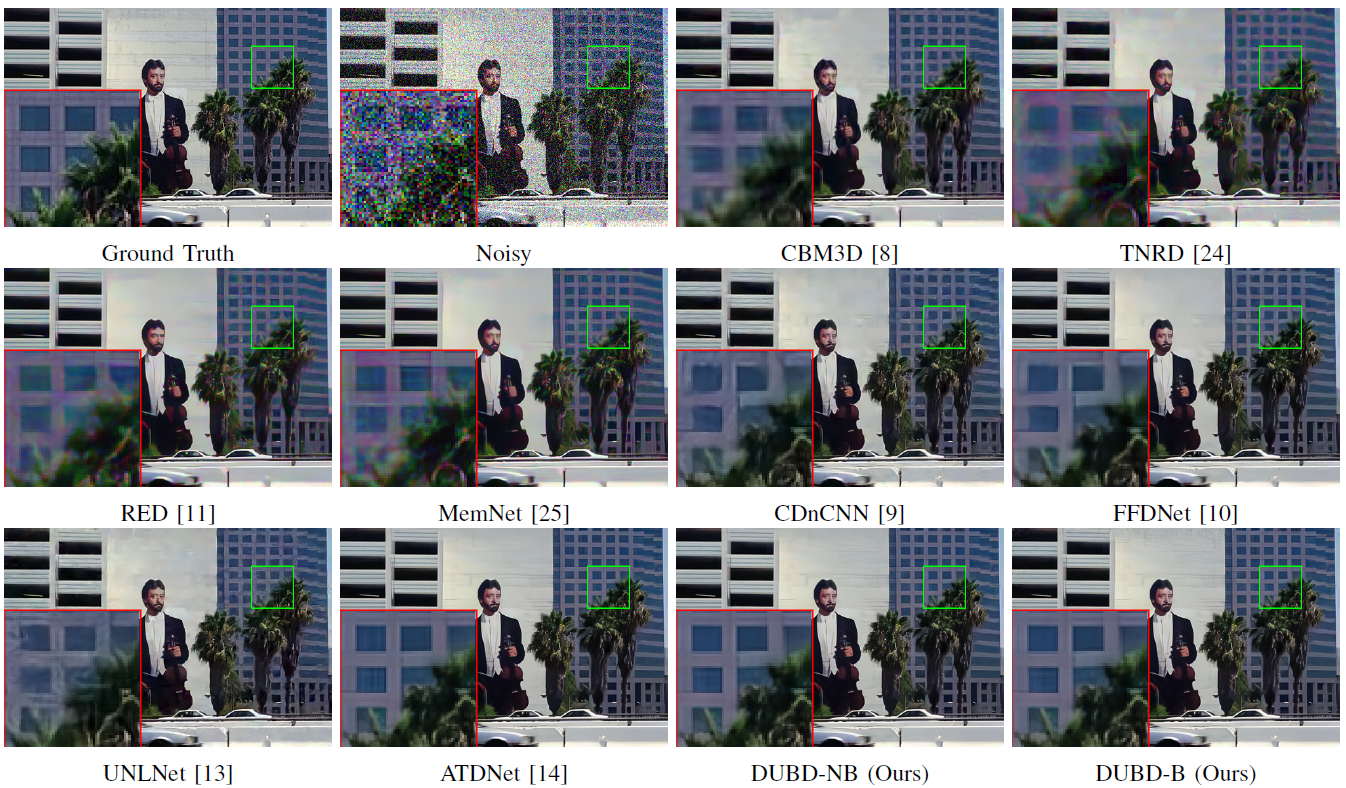 Ground Truth
Noisy
CBM3D [8]
TNRD [24]
RED [11]
MemNet [25]
CDnCNN [9]
FFDNet [10]
UNLNet [13]
ATDNet [14]
DUBD-NB (Ours)
DUBD-B (Ours)